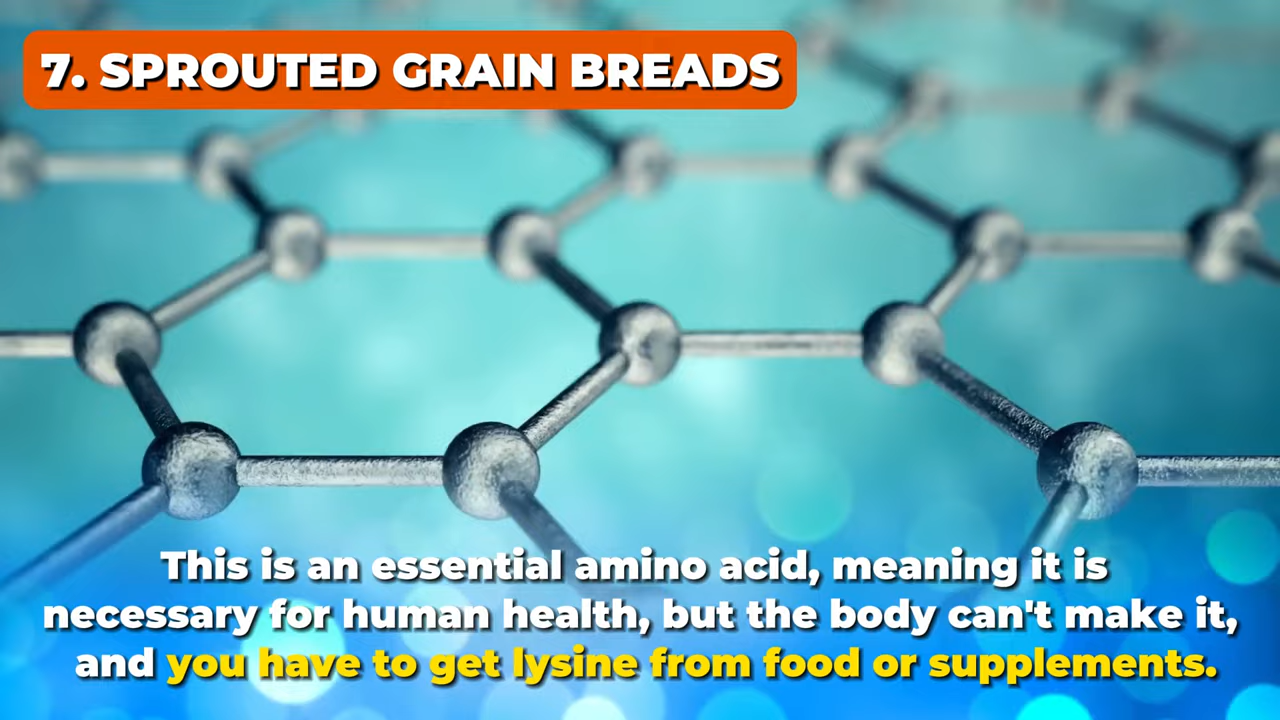 7. SPROUTED GRAIN BREADS
This is an essential amino acid, meaning it is
necessary for human health, but the body can't make it,
and you have to get lysine from food or supplements.